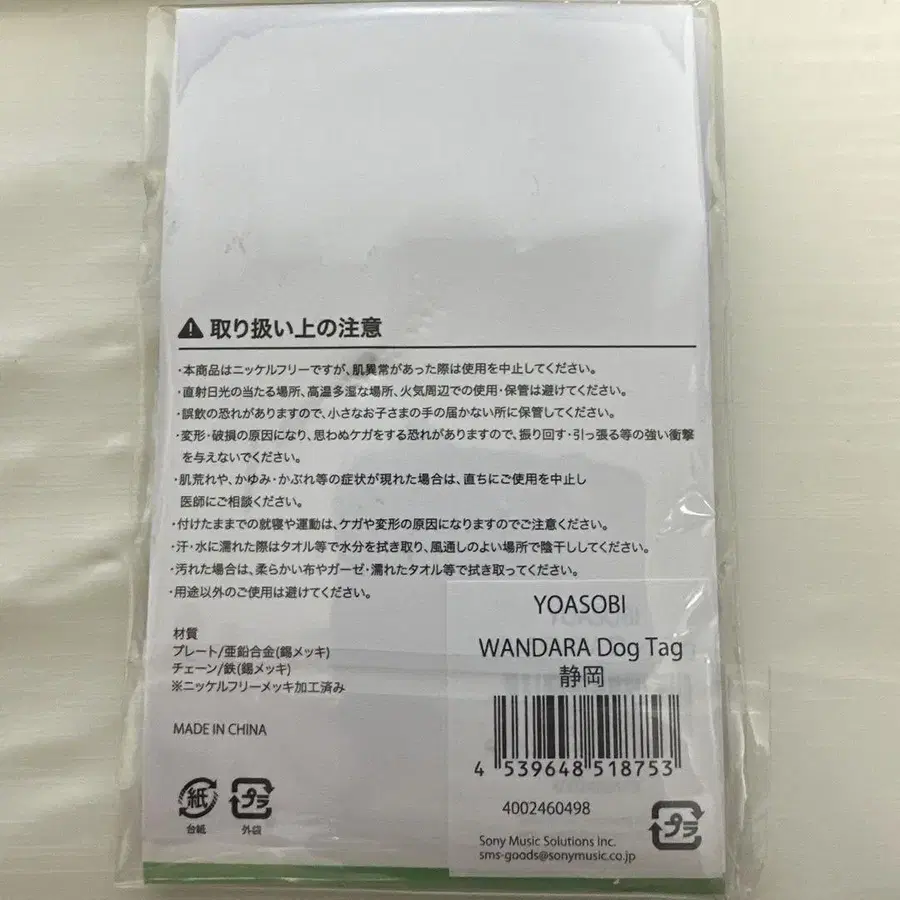 ⚠ 取り扱い上の注意
・本商品はニッケルフリーですが、肌異常があった際は使用を中止してください。
・直射日光の当たる場所、高温多湿な場所、火気周辺での使用・保管は避けてください。
・誤飲の恐れがありますので、小さなお子さまの手の届かない所に保管してください。
・変形・破損の原因になり、思わぬケガをする恐れがありますので、振り回す・引っ張る等の強い衝撃
を与えないでください。
・肌荒れや、かゆみ・かぶれ等の症状が現れた場合は、直ちにご使用を中止し
医師にご相談ください。
・付けたままでの就寝や運動は、ケガや変形の原因になりますのでご注意ください。
・汗・水に濡れた際はタオル等で水分を拭き取り、風通しのよい場所で陰干ししてください。
・汚れた場合は、柔らかい布やガーゼ・濡れたタオル等で拭き取ってください。
・用途以外のご使用は避けてください。
材質
プレート/亜鉛合金(錫メッキ)
チェーン/鉄(錫メッキ)
※ニッケルフリーメッキ加工済み
MADE IN CHINA
紙
台紙
プラ
外袋
YOASOBI
WANDARA Dog Tag
静岡
4 539648 518753
4002460498
Sony Music Solutions Inc.
sms-goods@sonymusic.co.jp
プラ